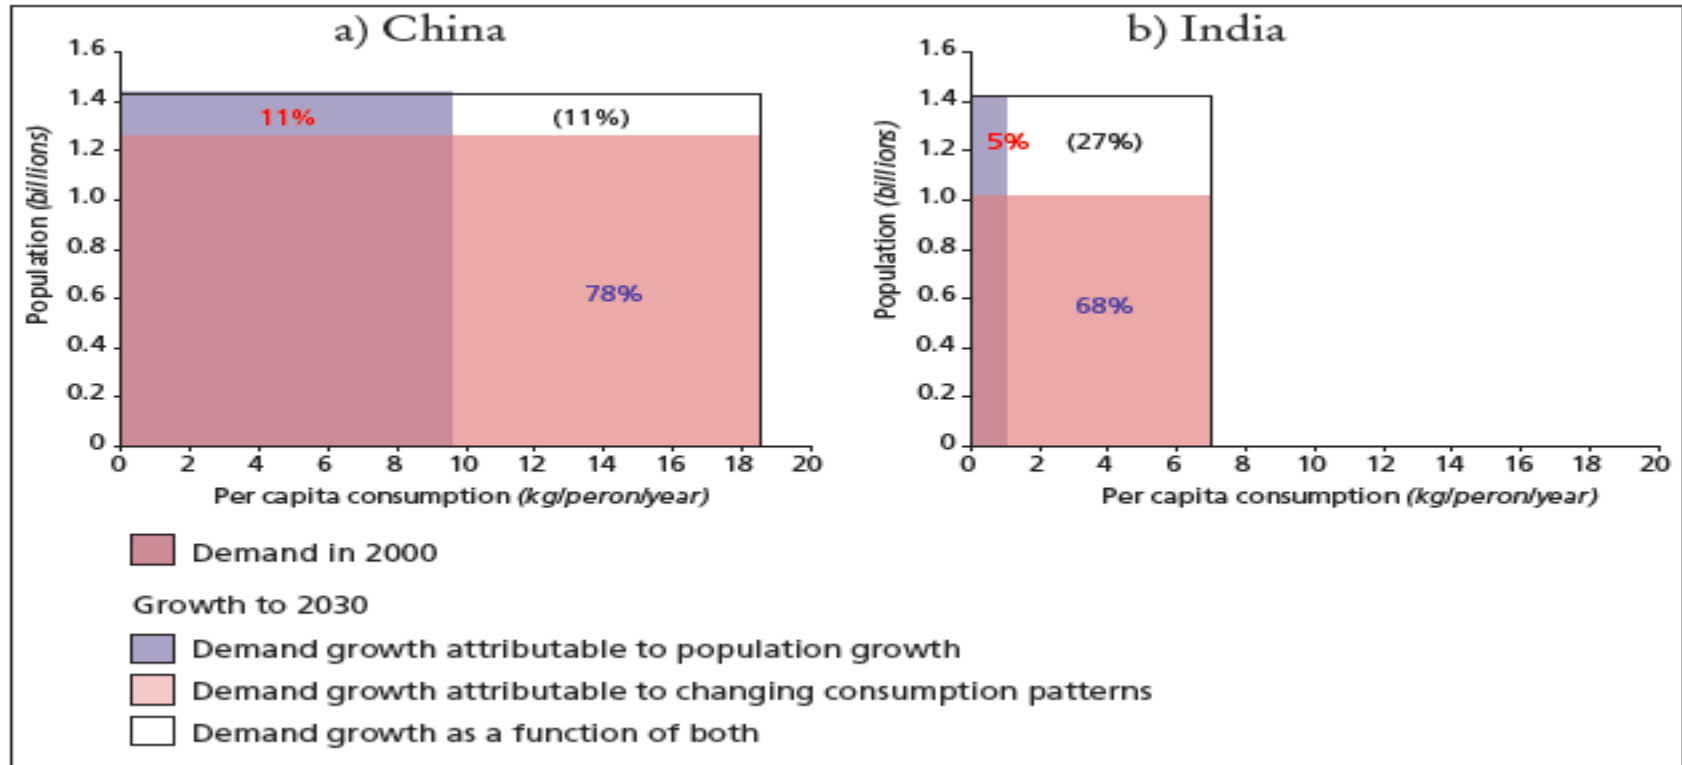 a) China
1.6
1.4
1.2
1.0
0.8
0.6
0.4
0.2
0
Population (billions)
11%
(11%)
78%
0 2 4 6 8 10 12 14 16 18 20
Per capita consumption (kg/peron/year)
b) India
1.6
1.4
1.2
1.0
0.8
0.6
0.4
0.2
0
Population (billions)
5%
(27%)
68%
0 2 4 6 8 10 12 14 16 18 20
Per capita consumption (kg/peron/year)
Demand in 2000
Growth to 2030
Demand growth attributable to population growth
Demand growth attributable to changing consumption patterns
Demand growth as a function of both